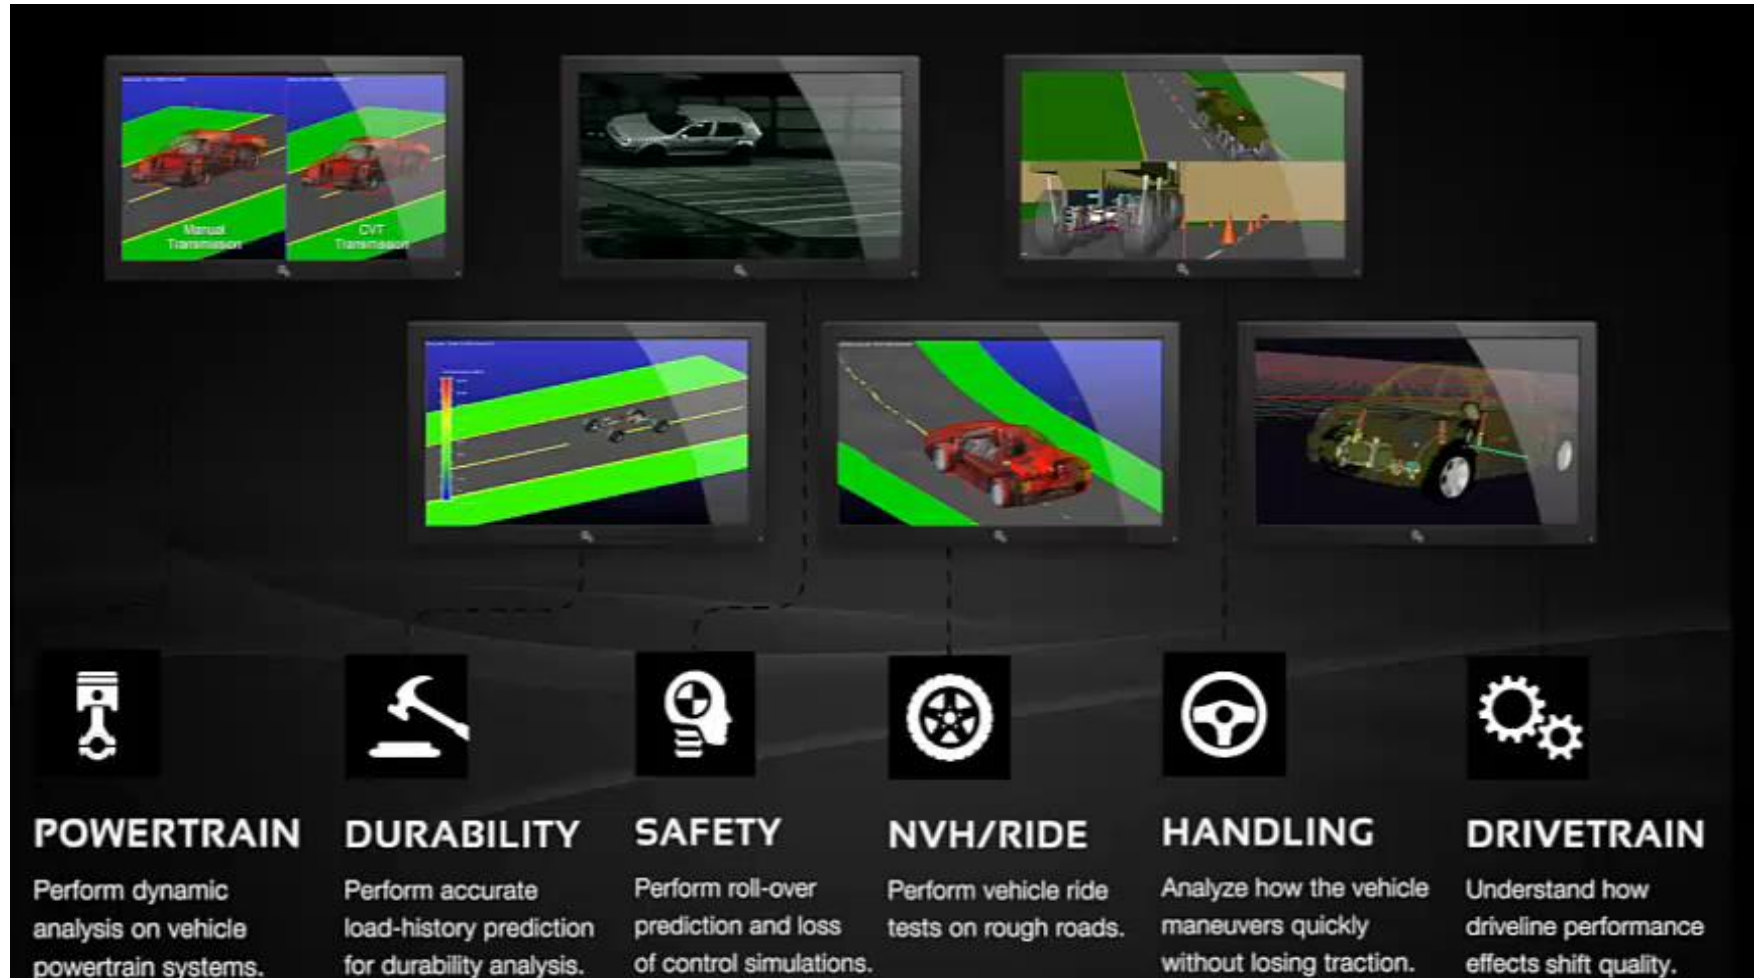 Manual
Transmission
CVT
Transmission
POWERTRAIN
Perform dynamic
analysis on vehicle
powertrain systems.
DURABILITY
Perform accurate
load-history prediction
for durability analysis.
SAFETY
Perform roll-over
prediction and loss
of control simulations.
NVH/RIDE
Perform vehicle ride
tests on rough roads.
HANDLING
Analyze how the vehicle
maneuvers quickly
without losing traction.
DRIVETRAIN
Understand how
driveline performance
effects shift quality.